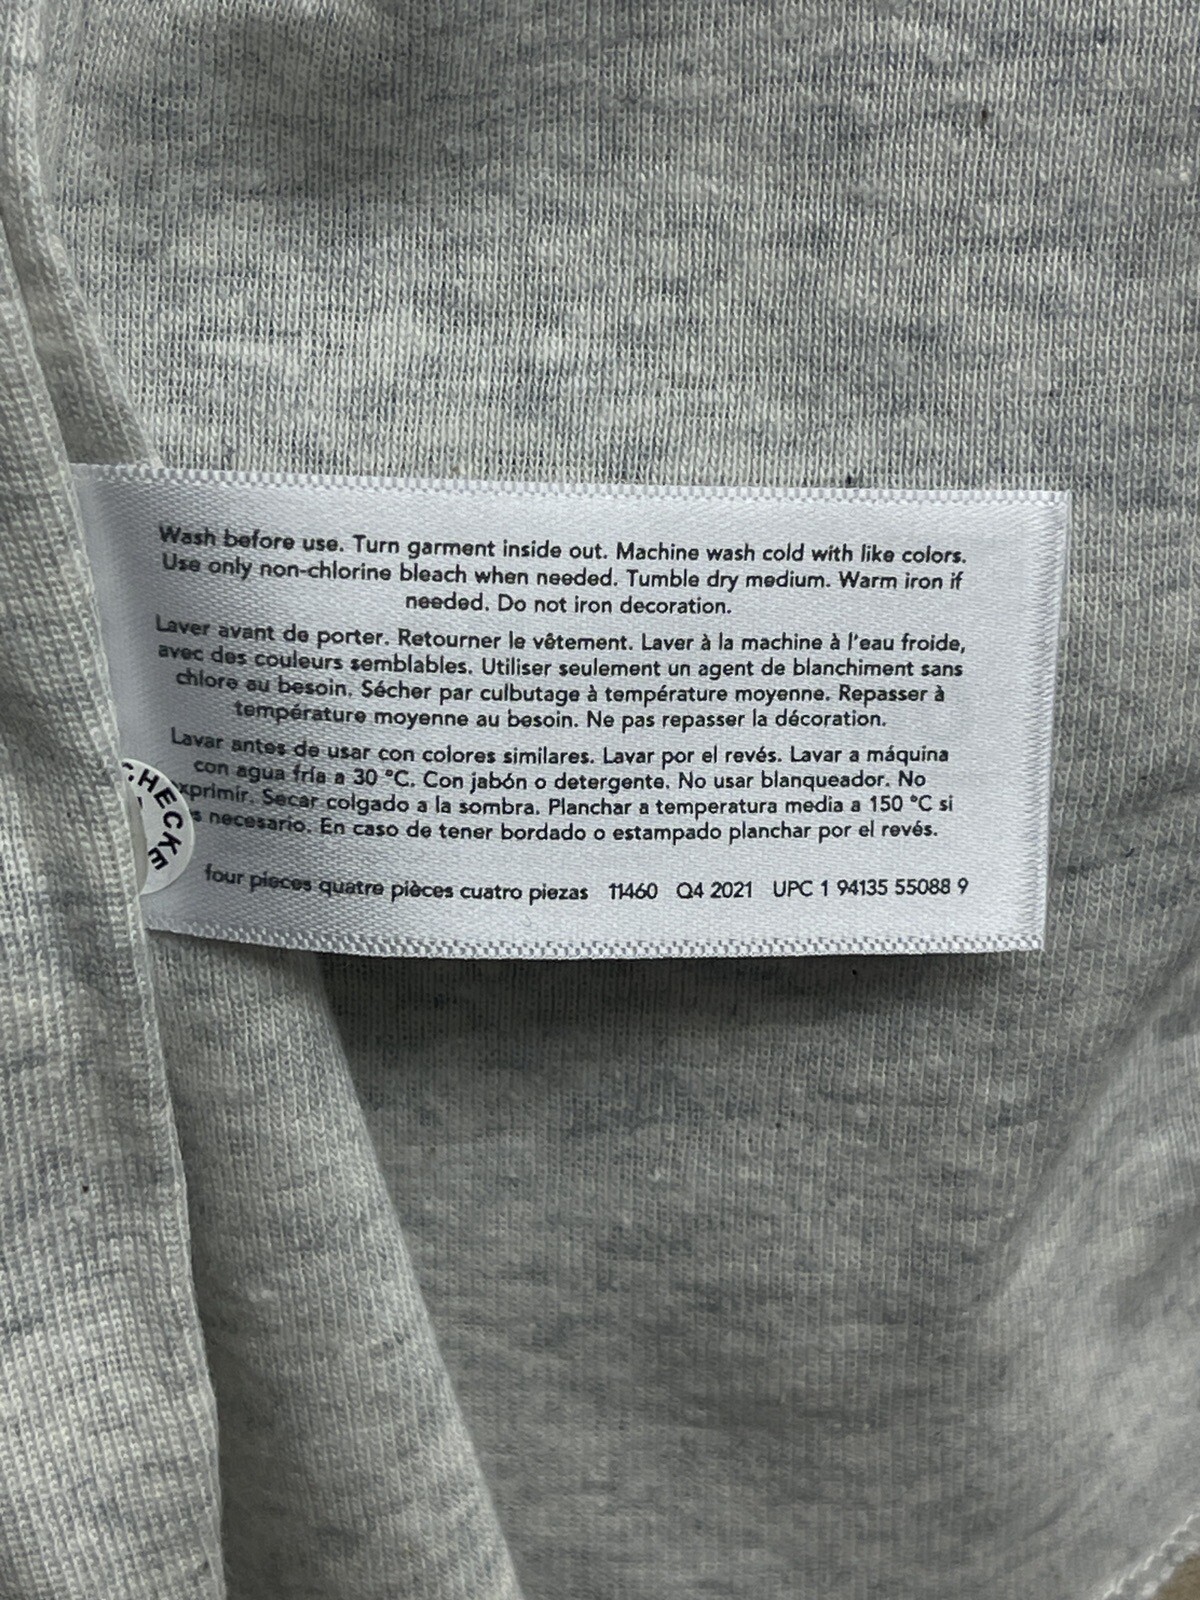 Wash before use. Turn garment inside out. Machine wash cold with like colors.
Use only non-chlorine bleach when needed. Tumble dry medium. Warm iron if
needed. Do not iron decoration.
Laver avant de porter. Retourner le vêtement. Laver à la machine à l'eau froide,
avec des couleurs semblables. Utiliser seulement un agent de blanchiment sans
chlore au besoin. Sécher par culbutage à température moyenne. Repasser à
température moyenne au besoin. Ne pas repasser la décoration.
Lavar antes de usar con colores similares. Lavar por el revés. Lavar a máquina
con agua fría a 30 °C. Con jabón o detergente. No usar blanqueador. No
xprimir. Secar colgado a la sombra. Planchar a temperatura media a 150 °C si
s necesario. En caso de tener bordado o estampado planchar por el revés.
four pieces quatre pièces cuatro piezas 11460 Q4 2021 UPC 1 94135 55088 9
CHECKE